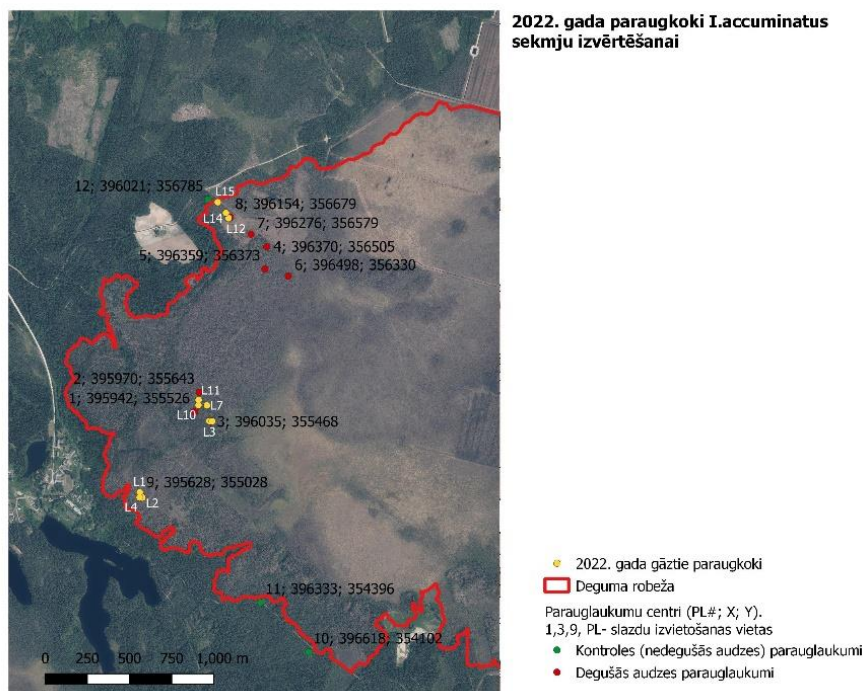 2022. gada paraugkoki I.accuminatus
sekmju izvērtēšanai
12; 396021; 356785
L15
8; 396154; 356679
L14
L12
7; 396276; 356579
4; 396370; 356505
5; 396359; 356373
6; 396498; 356330
2; 395970; 355643
L11
1; 395942; 355526
L7
L10
3; 396035; 355468
L3
L1
9; 395628; 355028
L4
L2
11; 396333; 354396
10; 396618; 354102
0 500 1,000 m
2022. gada gāztie paraugkoki
Deguma robeža
Parauglaukumu centri (PL#; X; Y).
1,3,9, PL- slazdu izvietošanas vietas
Kontroles (nedegušās audzes) parauglaukumi
Degušās audzes parauglaukumi